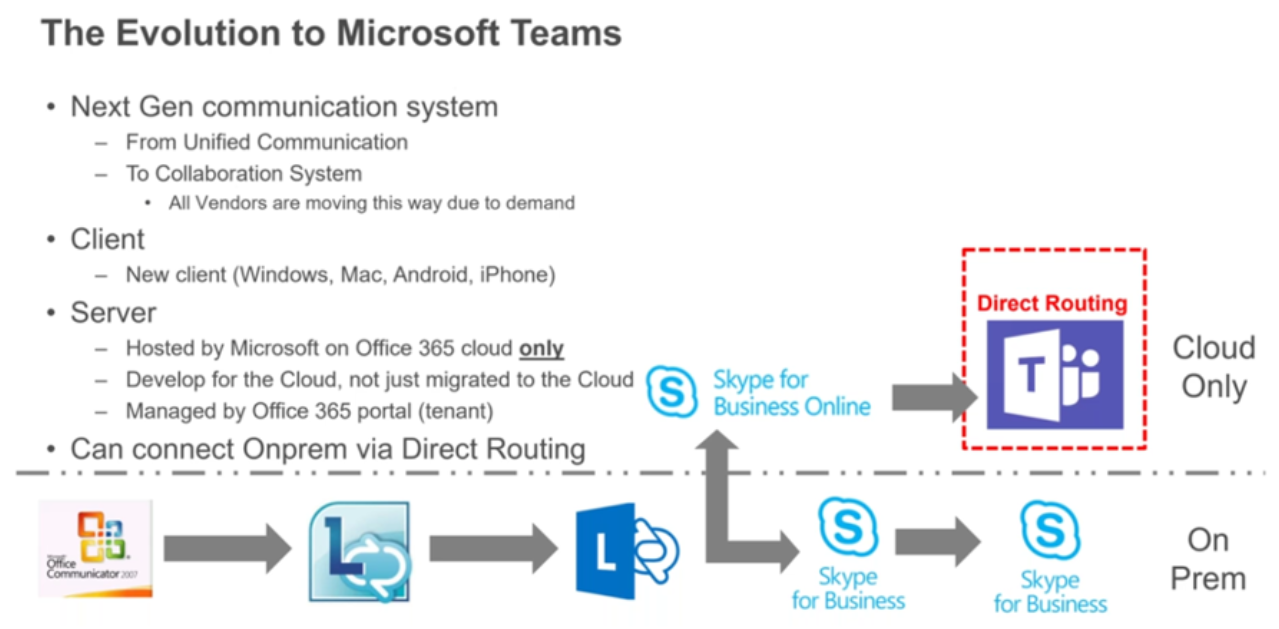 The Evolution to Microsoft Teams
• Next Gen communication system
– From Unified Communication
– To Collaboration System
• All Vendors are moving this way due to demand
• Client
– New client (Windows, Mac, Android, iPhone)
• Server
– Hosted by Microsoft on Office 365 cloud only
– Develop for the Cloud, not just migrated to the Cloud
– Managed by Office 365 portal (tenant)
• Can connect Onprem via Direct Routing
Skype for
Business Online
Direct Routing
T
Cloud
Only
Microsoft
Office
Communicator 2007
L
L
Skype
for Business
Skype
for Business
On
Prem